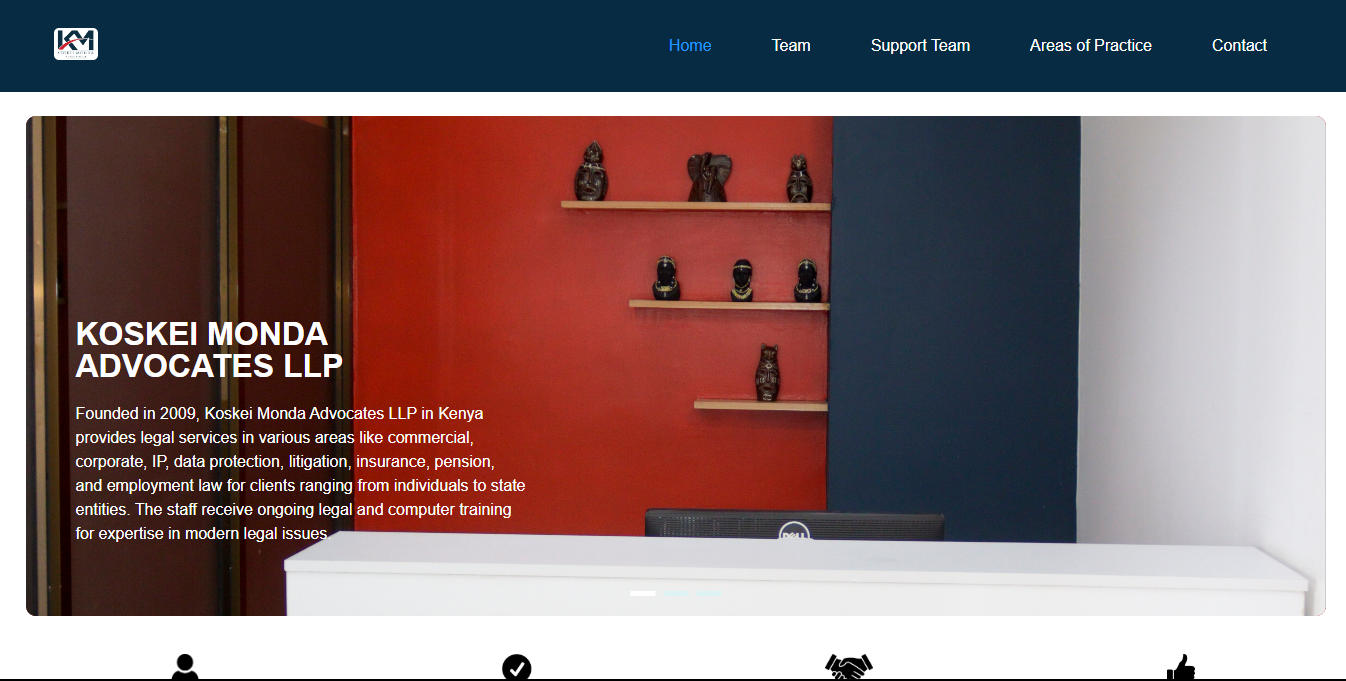 KM
Home
Team
Support Team
Areas of Practice
Contact
KOSKEI MONDA
ADVOCATES LLP
Founded in 2009, Koskei Monda Advocates LLP in Kenya
provides legal services in various areas like commercial,
corporate, IP, data protection, litigation, insurance, pension,
and employment law for clients ranging from individuals to state
entities. The staff receive ongoing legal and computer training
for expertise in modern legal issues.
DELL